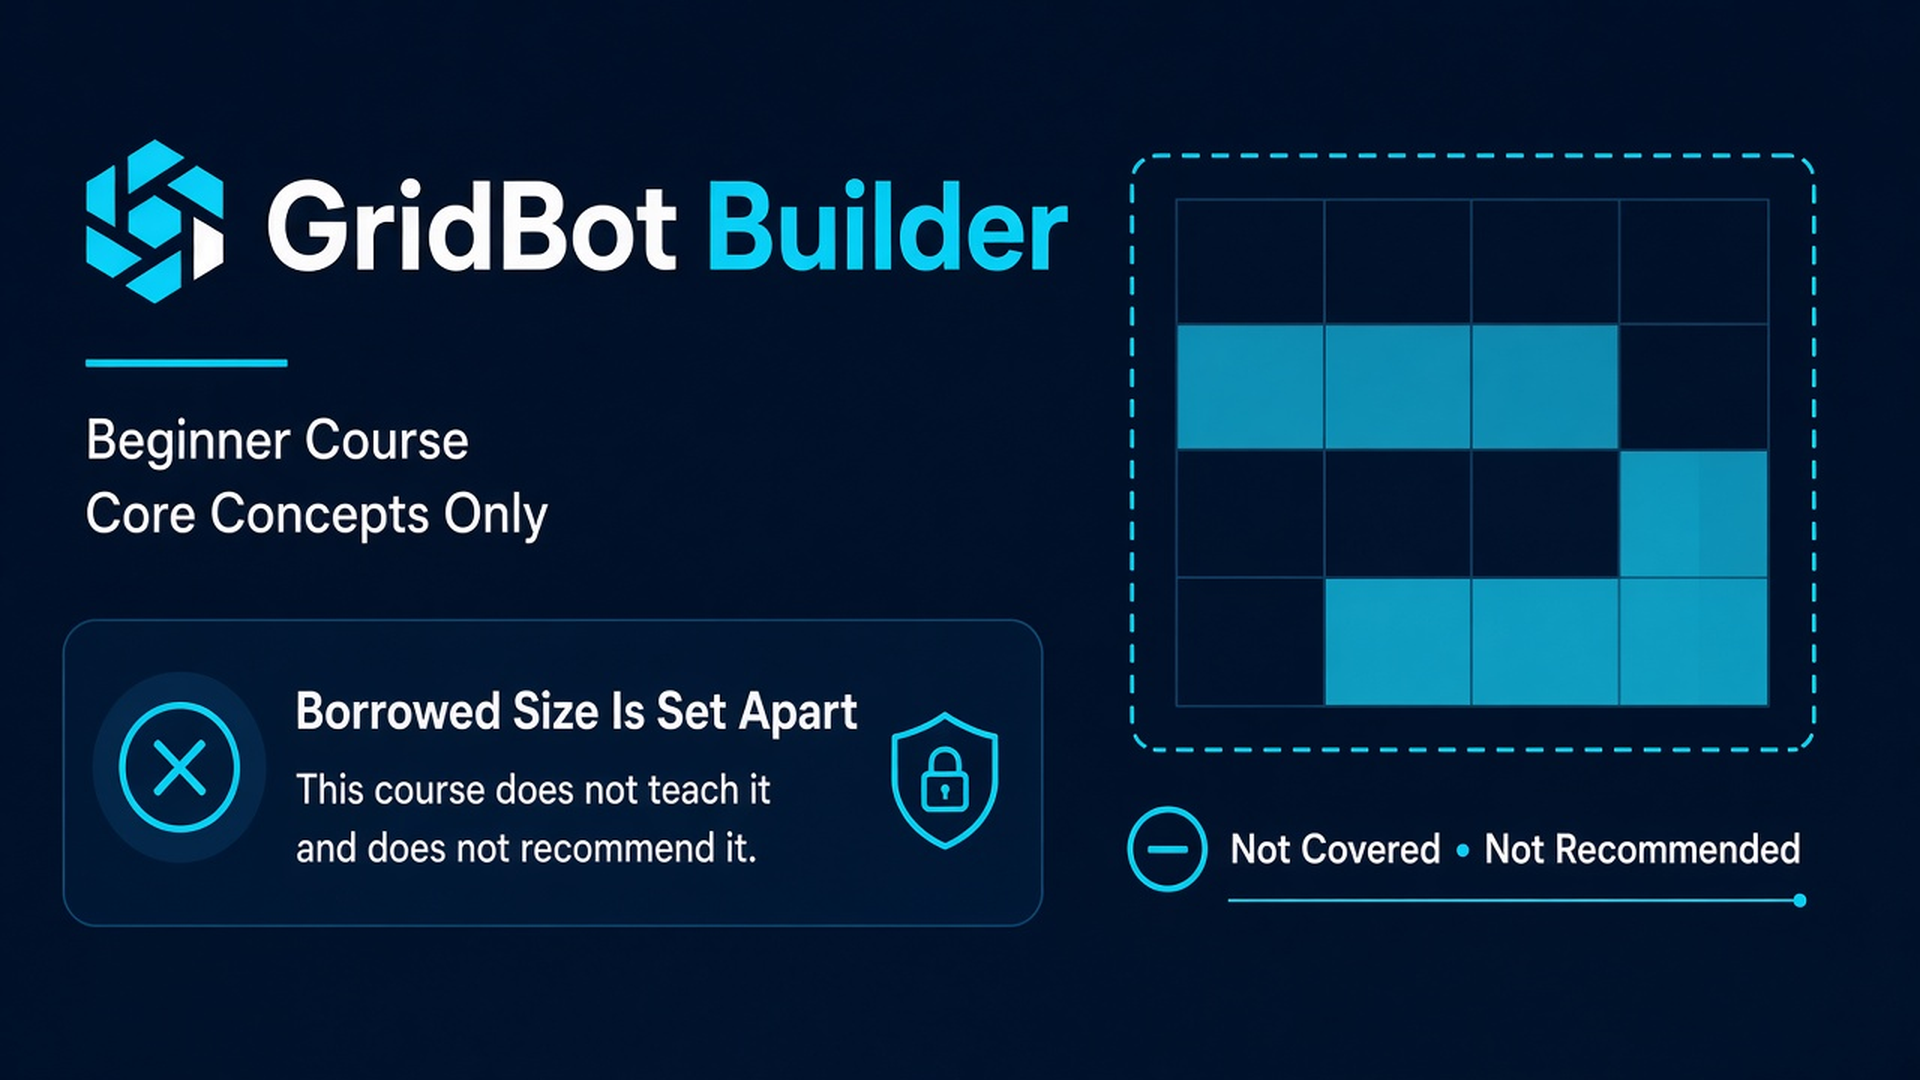 GridBot Builder
Beginner Course
Core Concepts Only
Borrowed Size Is Set Apart
This course does not teach it
and does not recommend it.
Not Covered • Not Recommended